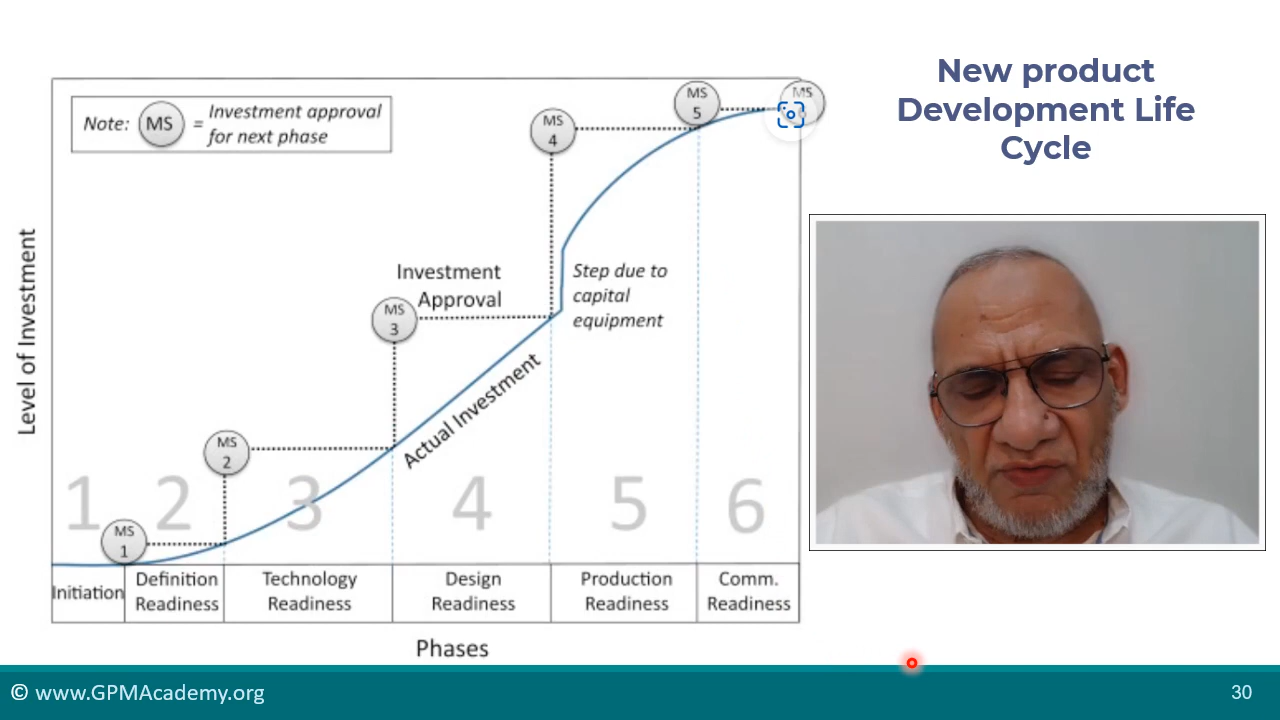 New product
Development Life
Cycle
Note: MS = Investment approval
for next phase
Level of Investment
MS
1
MS
2
MS
3
MS
4
MS
5
MS
Investment
Approval
Actual Investment
Step due to
capital
equipment
1 2 3 4 5 6
Initiation
Definition
Readiness
Technology
Readiness
Design
Readiness
Production
Readiness
Comm.
Readiness
Phases
© www.GPMAcademy.org
30